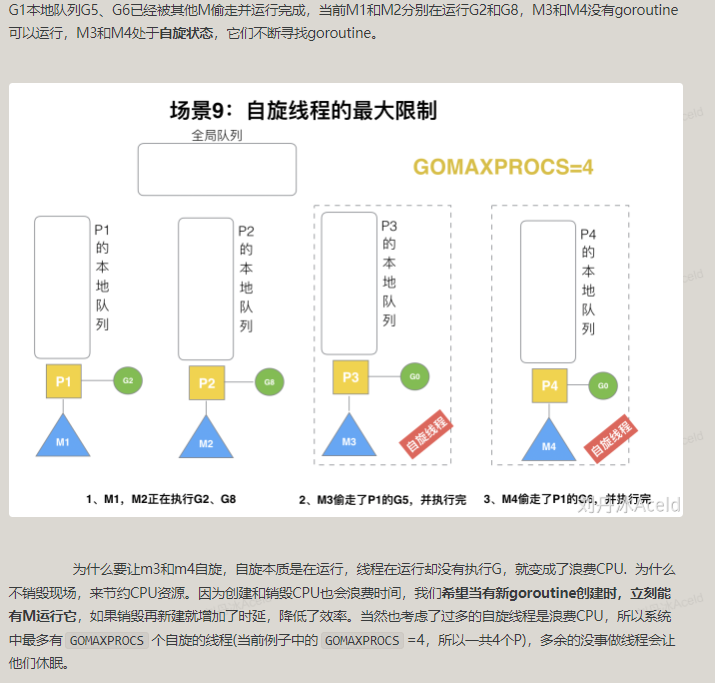 G1本地队列G5、G6已经被其他M偷走并运行完成，当前M1和M2分别在运行G2和G8，M3和M4没有goroutine
可以运行，M3和M4处于自旋状态，它们不断寻找goroutine。
场景9：自旋线程的最大限制
全局队列
GOMAXPROCS=4
P1的本地队列
P2的本地队列
P3的本地队列
P4的本地队列
P1
G2
P2
G8
P3
G0
P4
G0
M1
M2
M3
自旋线程
M4
自旋线程
1、M1，M2正在执行G2、G8
2、M3偷走了P1的G5，并执行完
3、M4偷走了P1的G6，并执行完
刘丹冰Aceld
为什么要让m3和m4自旋，自旋本质是在运行，线程在运行却没有执行G，就变成了浪费CPU. 为什么
不销毁现场，来节约CPU资源。因为创建和销毁CPU也会浪费时间，我们希望当有新goroutine创建时，立刻能
有M运行它，如果销毁再新建就增加了时延，降低了效率。当然也考虑了过多的自旋线程是浪费CPU，所以系统
中最多有 GOMAXPROCS 个自旋的线程(当前例子中的 GOMAXPROCS =4，所以一共4个P)，多余的没事做线程会让
他们休眠。